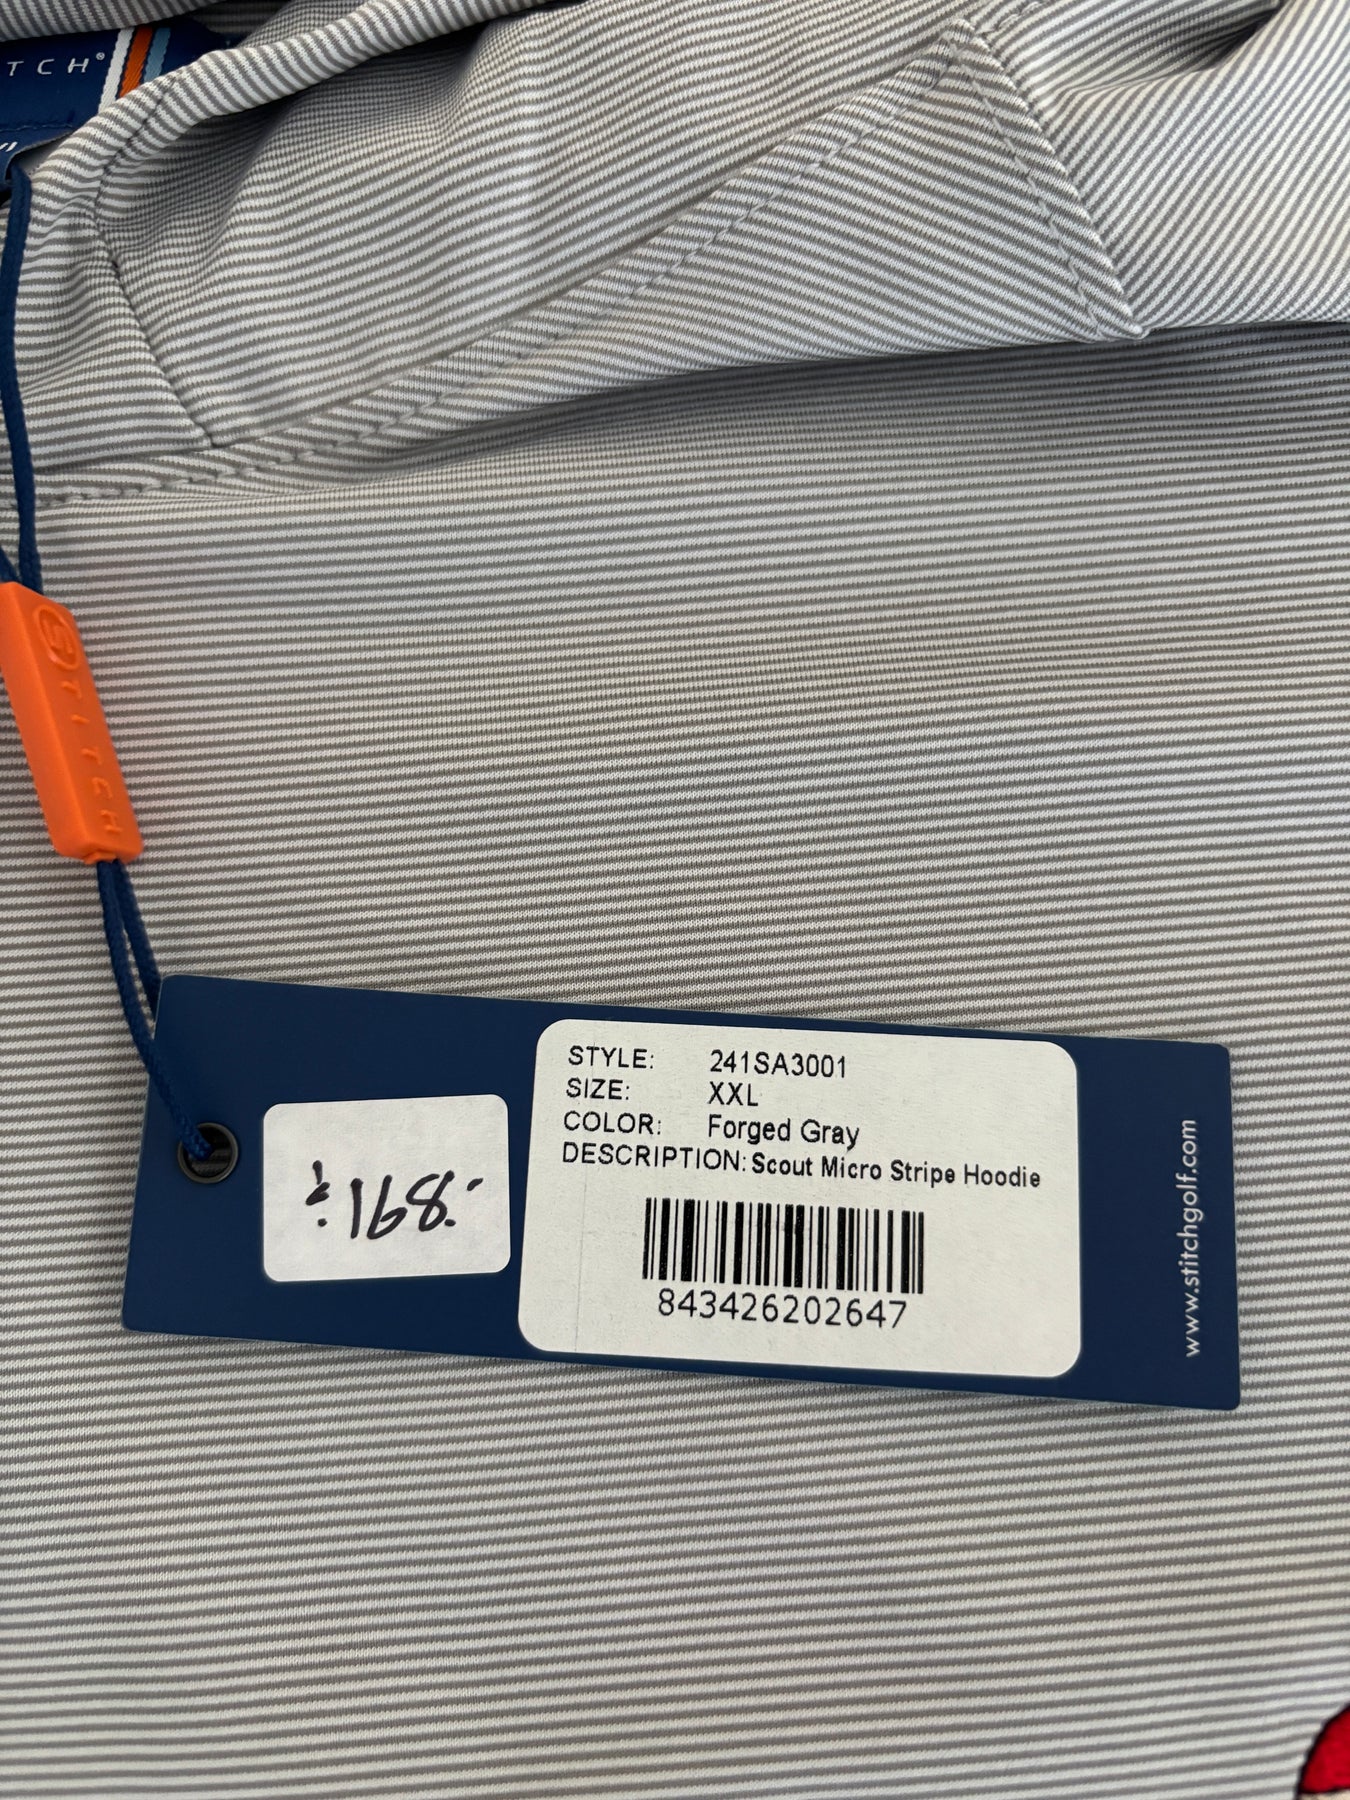 TCH®
STITCH
STYLE: 241SA3001
SIZE: XXL
COLOR: Forged Gray
DESCRIPTION: Scout Micro Stripe Hoodie
843426202647
168.-
www.stitchgolf.com